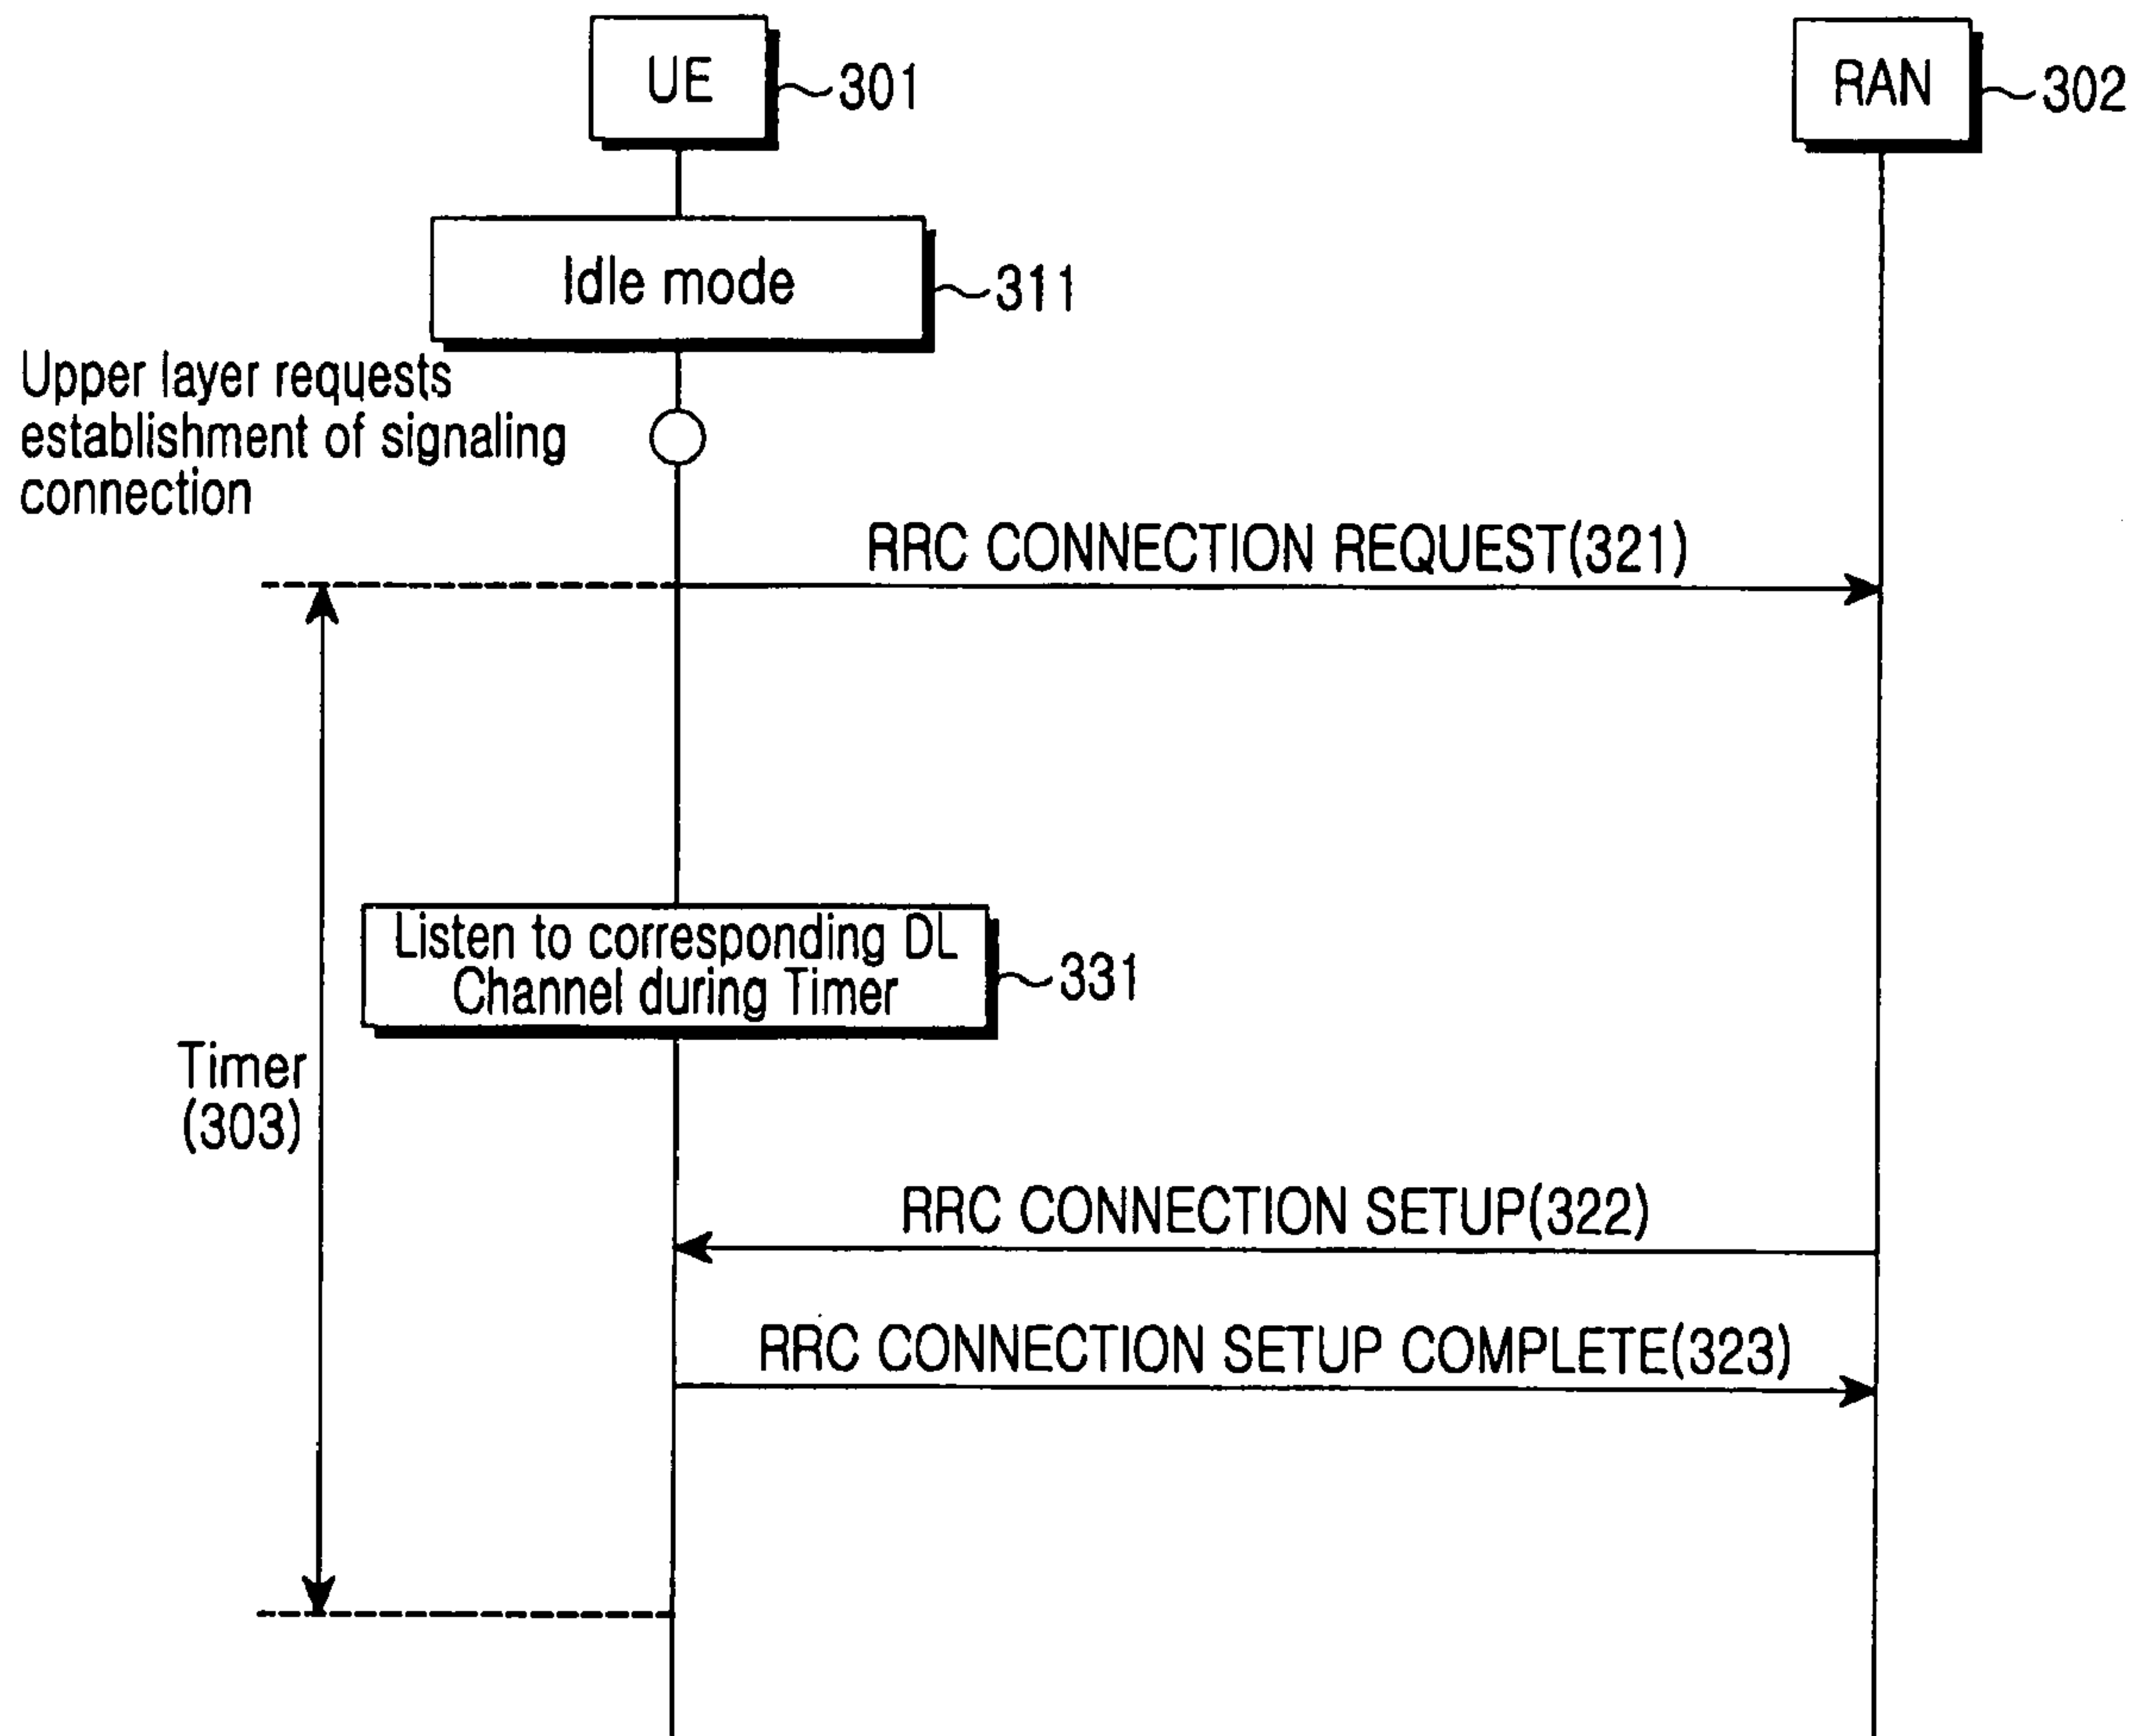 UE
301
RAN
302
Idle mode
311
Upper layer requests
establishment of signaling
connection
RRC CONNECTION REQUEST(321)
Listen to corresponding DL
Channel during Timer
331
Timer
(303)
RRC CONNECTION SETUP(322)
RRC CONNECTION SETUP COMPLETE(323)